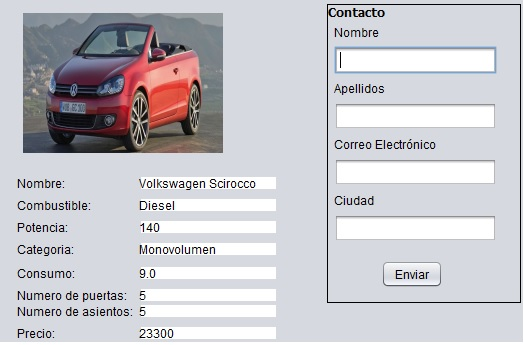 Nombre: Volkswagen Scirocco
Combustible: Diesel
Potencia: 140
Categoria: Monovolumen
Consumo: 9.0
Numero de puertas: 5
Numero de asientos: 5
Precio: 23300
Contacto
Nombre
Apellidos
Correo Electrónico
Ciudad
Enviar